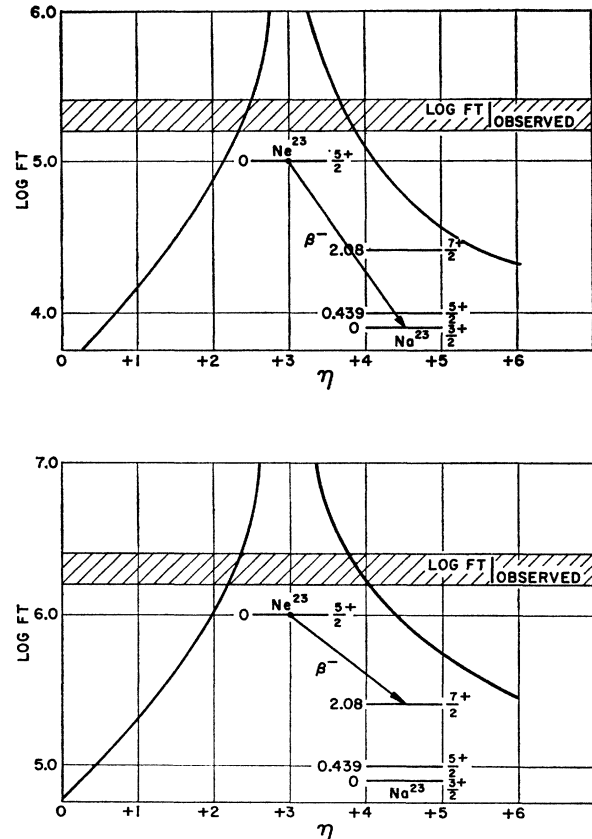 6.0
LOG FT
OBSERVED
5.0
0
Ne²³
5/2+
LOG FT
β⁻
2.08
7/2+
4.0
0.439
5/2+
0
3/2+
Na²³
0 +1 +2 +3 +4 +5 +6
η
7.0
LOG FT
OBSERVED
6.0
0
Ne²³
5/2+
LOG FT
β⁻
2.08
7/2+
5.0
0.439
5/2+
0
3/2+
Na²³
0 +1 +2 +3 +4 +5 +6
η